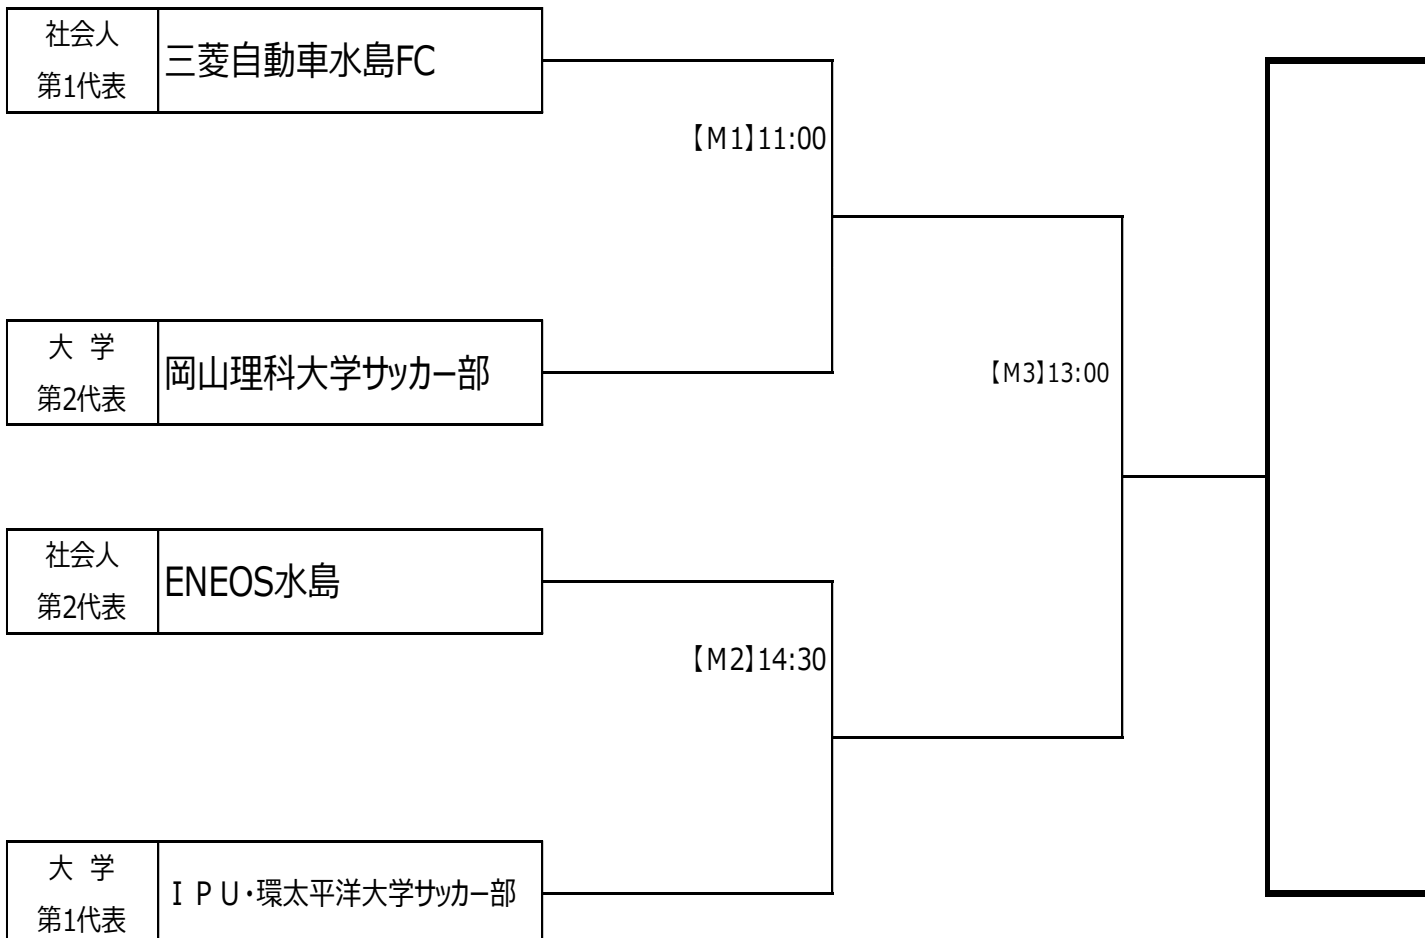 社会人
第1代表
三菱自動車水島FC
【M1】11:00
大 学
第2代表
岡山理科大学サッカー部
【M3】13:00
社会人
第2代表
ENEOS水島
【M2】14:30
大 学
第1代表
ＩＰＵ・環太平洋大学サッカー部